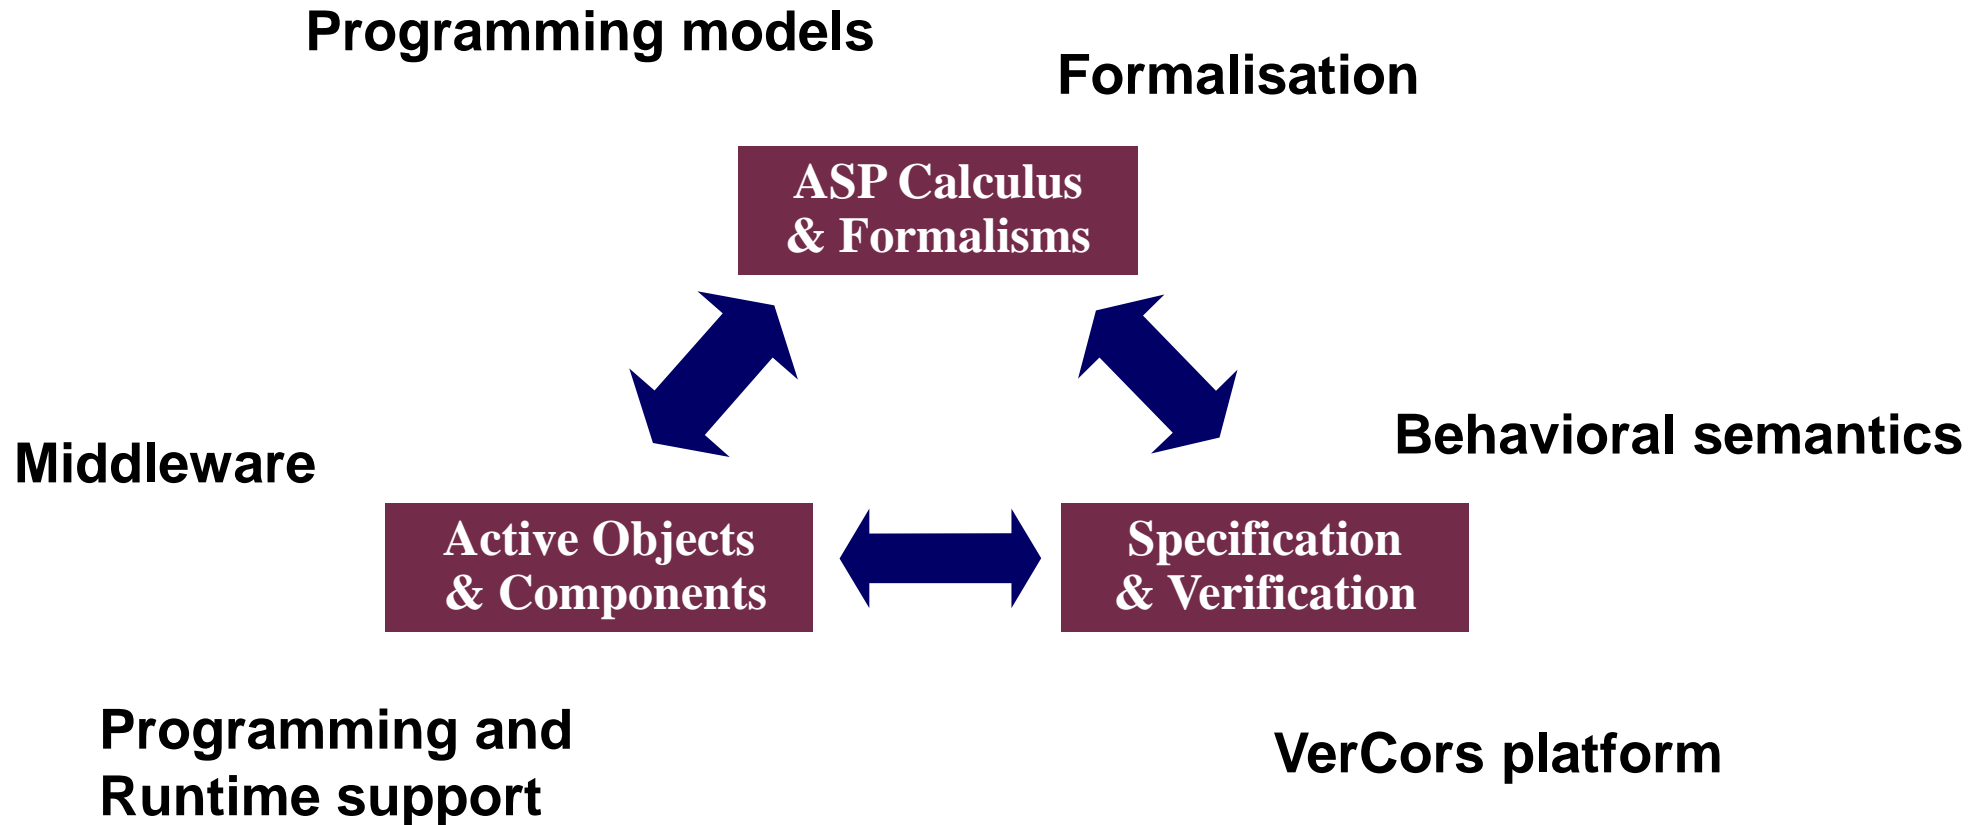 Programming models
Formalisation
ASP Calculus
& Formalisms
Behavioral semantics
Middleware
Active Objects
& Components
Specification
& Verification
Programming and
Runtime support
VerCors platform